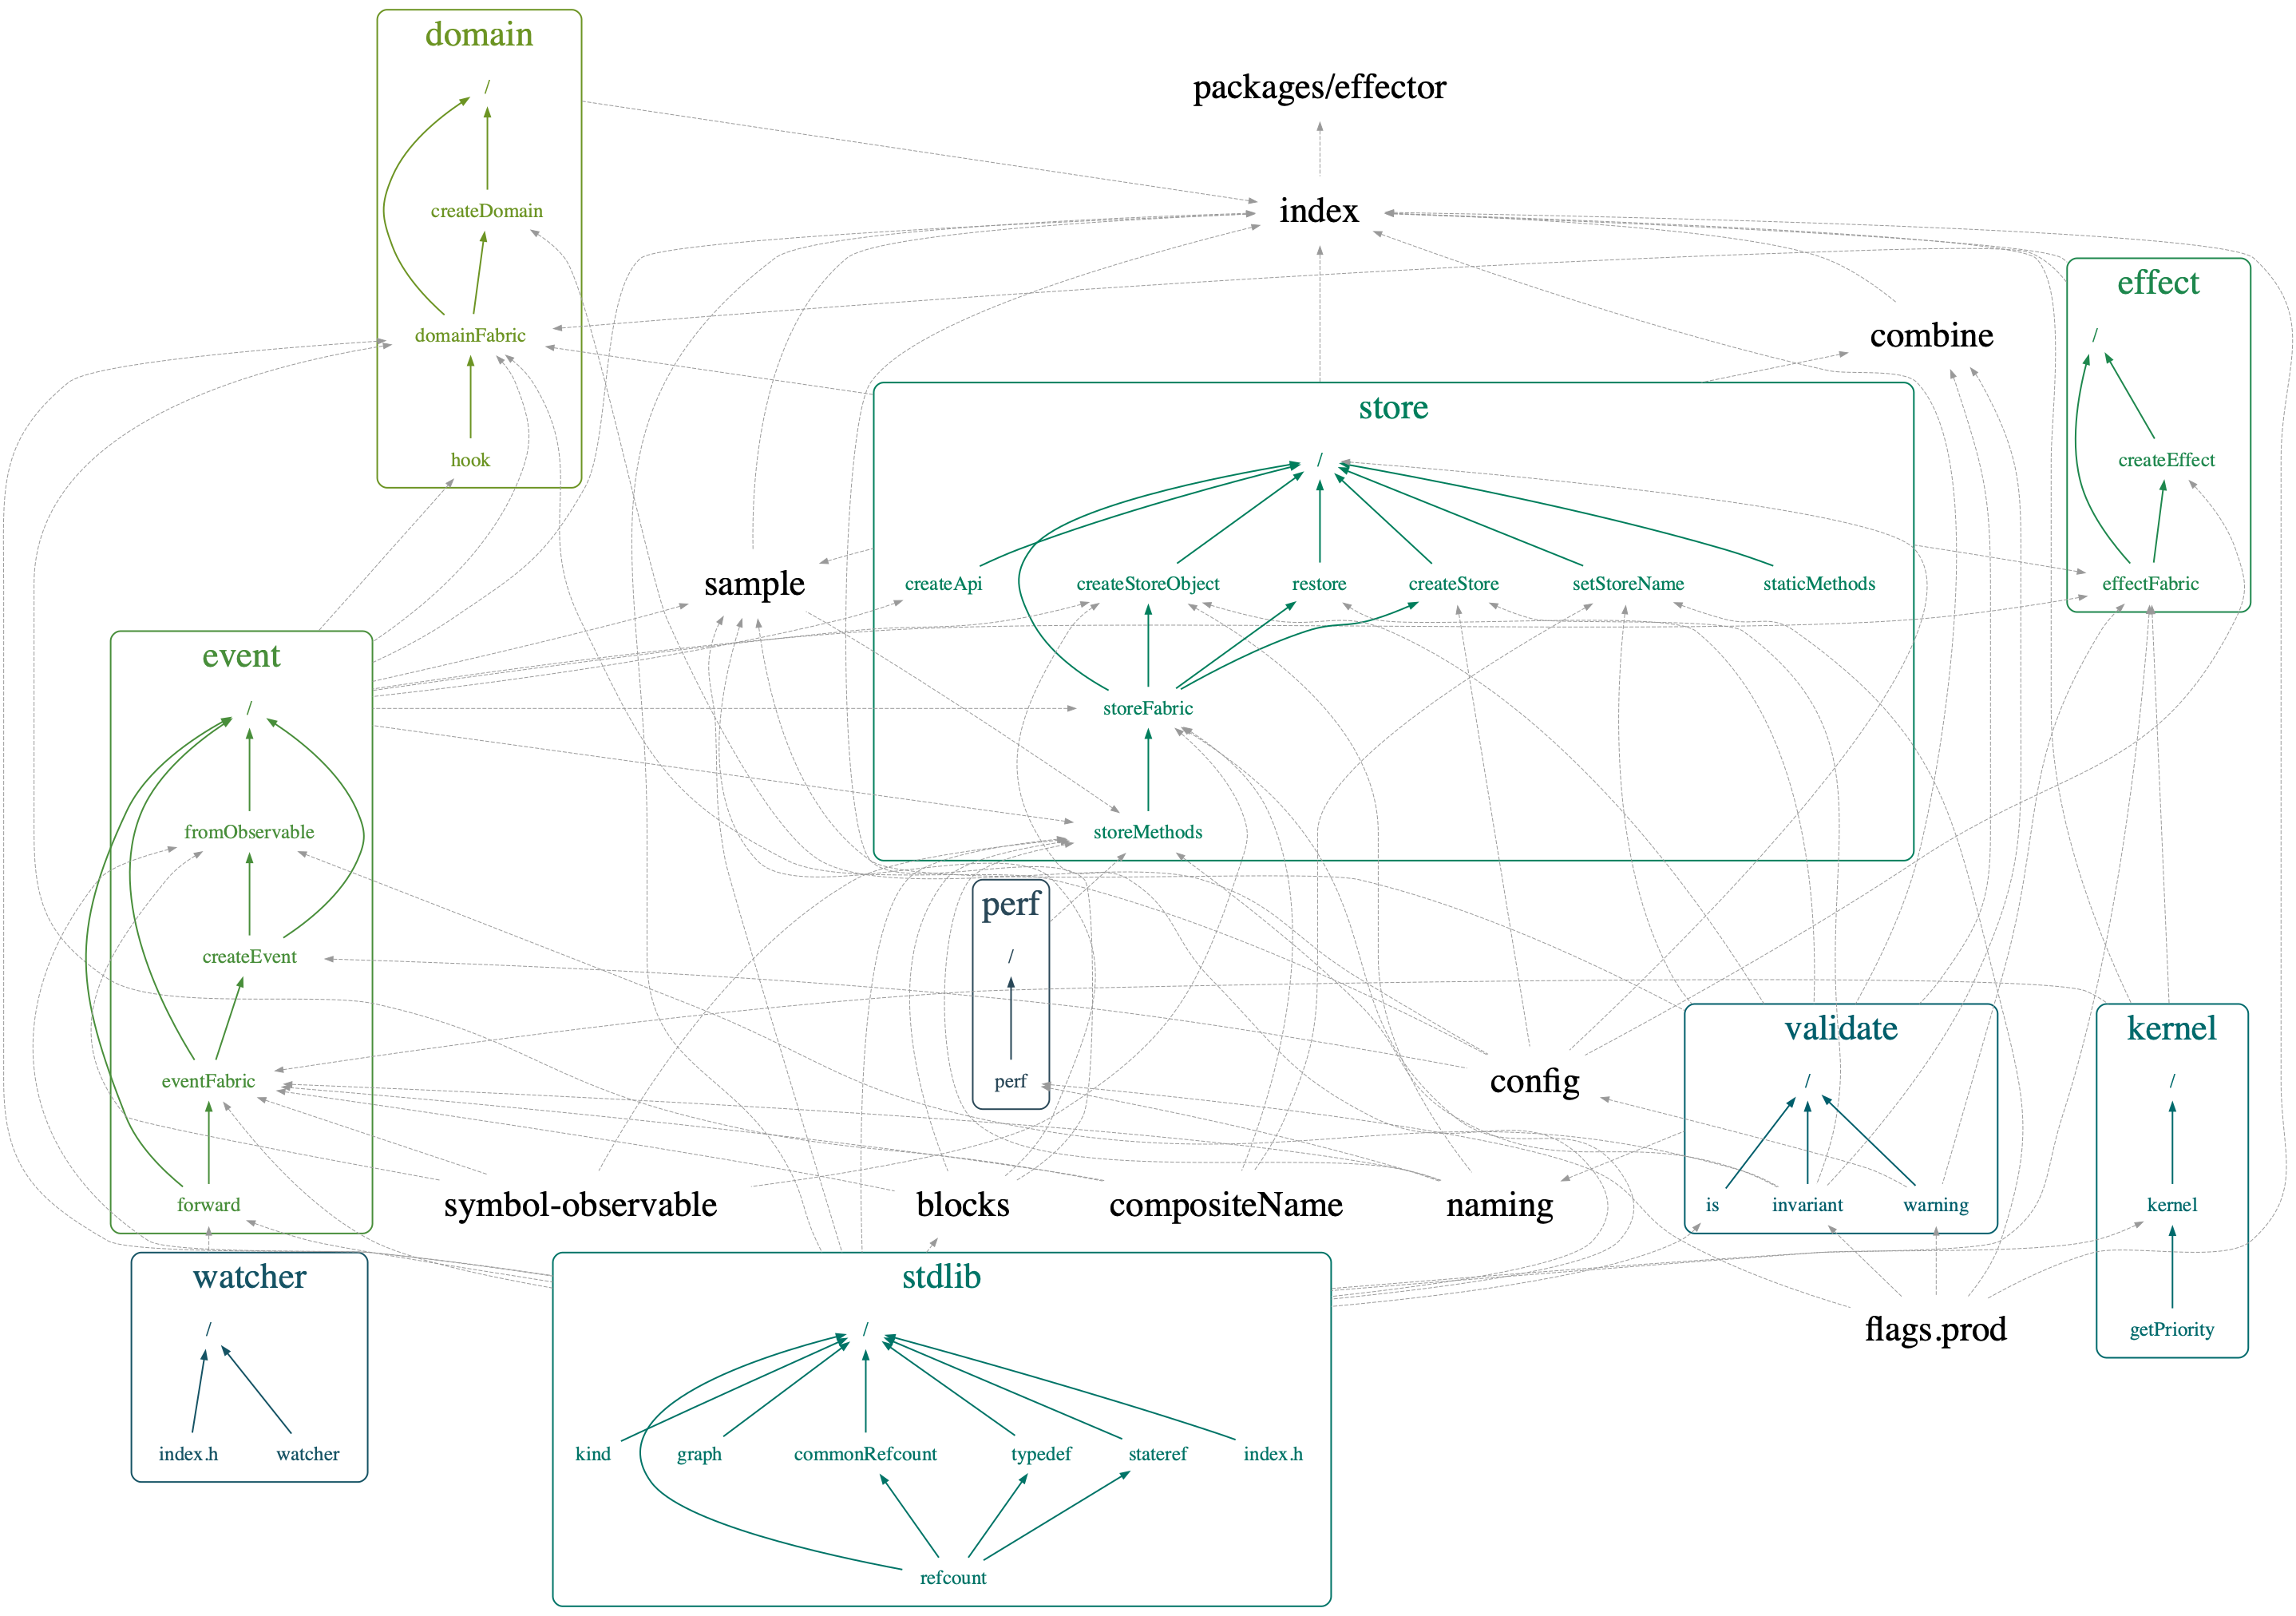 domain
/
packages/effector
createDomain
index
effect
/
domainFabric
combine
store
hook
/
createEffect
sample
createApi
createStoreObject
restore
createStore
setStoreName
staticMethods
effectFabric
event
/
storeFabric
fromObservable
storeMethods
perf
/
createEvent
validate
kernel
eventFabric
perf
config
/
/
forward
symbol-observable
blocks
compositeName
naming
is
invariant
warning
kernel
watcher
stdlib
/
/
flags.prod
getPriority
index.h
watcher
kind
graph
commonRefcount
typedef
stateref
index.h
refcount